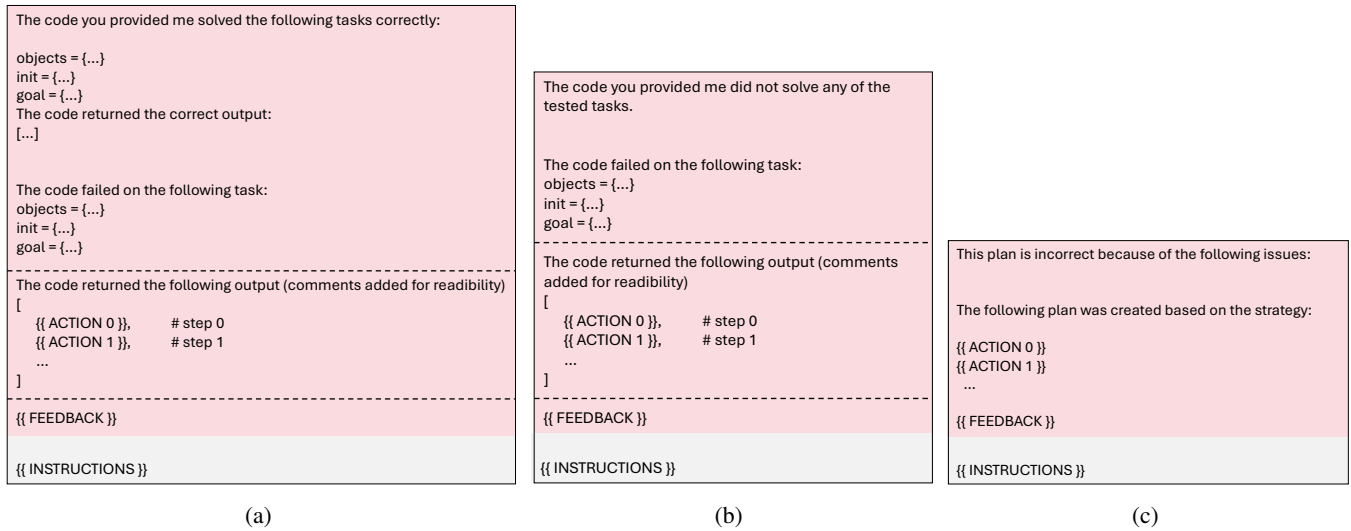 The code you provided me solved the following tasks correctly:
objects = {...}
init = {...}
goal = {...}
The code returned the correct output:
[...]
The code failed on the following task:
objects = {...}
init = {...}
goal = {...}
The code returned the following output (comments added for readibility)
[
{{ ACTION 0 }}, # step 0
{{ ACTION 1 }}, # step 1
...
]
{{ FEEDBACK }}
{{ INSTRUCTIONS }}
(a)
The code you provided me did not solve any of the
tested tasks.
The code failed on the following task:
objects = {...}
init = {...}
goal = {...}
The code returned the following output (comments
added for readibility)
[
{{ ACTION 0 }}, # step 0
{{ ACTION 1 }}, # step 1
...
]
{{ FEEDBACK }}
{{ INSTRUCTIONS }}
(b)
This plan is incorrect because of the following issues:
The following plan was created based on the strategy:
{{ ACTION 0 }}
{{ ACTION 1 }}
...
{{ FEEDBACK }}
{{ INSTRUCTIONS }}
(c)